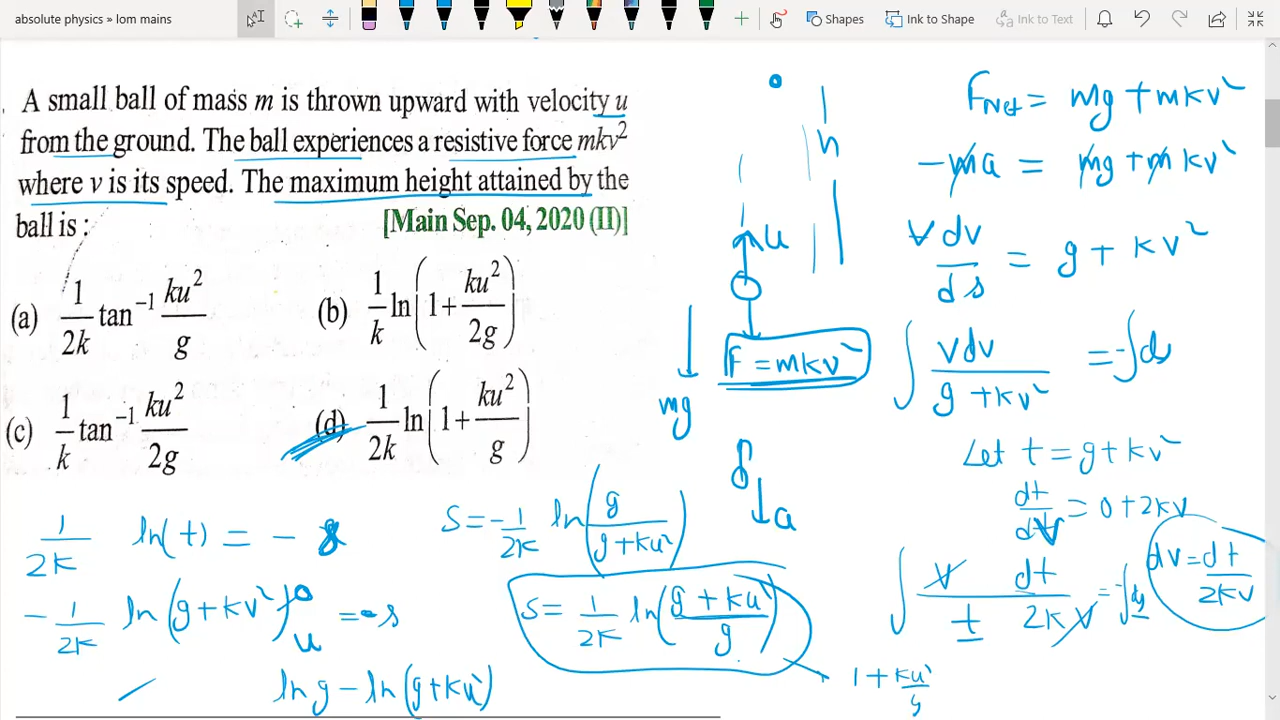 absolute physics » lom mains
Shapes
Ink to Shape
Ink to Text
A small ball of mass m is thrown upward with velocity u
from the ground. The ball experiences a resistive force mkv²
where v is its speed. The maximum height attained by the
ball is :
[Main Sep. 04, 2020 (II)]
(a) 1/2k tan⁻¹ ku²/g
(b) 1/k ln(1+ku²/2g)
(c) 1/k tan⁻¹ ku²/2g
(d) 1/2k ln(1+ku²/g)
h
u
F = mkv²
mg
a
F Net = mg + mkv²
-ma = mg + mkv²
vdv/ds = g + kv²
∫ vdv/g+kv² = -∫ds
Let t = g + kv²
dt/dv = 0 + 2kv
dv = dt/2kv
∫ v/t dt/2kv = -∫ds
1/2k ln(t) = - s
- 1/2k ln(g+kv²) 0 u = -s
ln g - ln(g+ku²)
S = -1/2k ln(g/g+ku²)
S = 1/2k ln(g+ku²/g)
1 + ku²/g